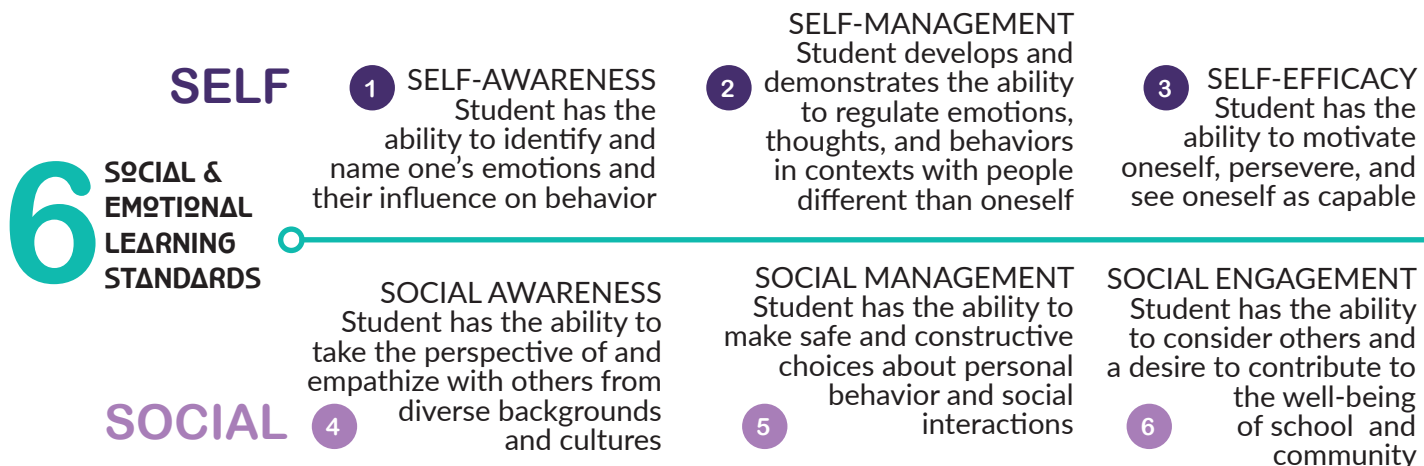 6
SOCIAL &
EMOTIONAL
LEARNING
STANDARDS
SELF
1
SELF-AWARENESS
Student has the
ability to identify and
name one’s emotions and
their influence on behavior
2
SELF-MANAGEMENT
Student develops and
demonstrates the ability
to regulate emotions,
thoughts, and behaviors
in contexts with people
different than oneself
3
SELF-EFFICACY
Student has the
ability to motivate
oneself, persevere, and
see oneself as capable
SOCIAL
4
SOCIAL AWARENESS
Student has the ability to
take the perspective of and
empathize with others from
diverse backgrounds
and cultures
5
SOCIAL MANAGEMENT
Student has the ability to
make safe and constructive
choices about personal
behavior and social
interactions
6
SOCIAL ENGAGEMENT
Student has the ability
to consider others and
a desire to contribute to
the well-being
of school and
community